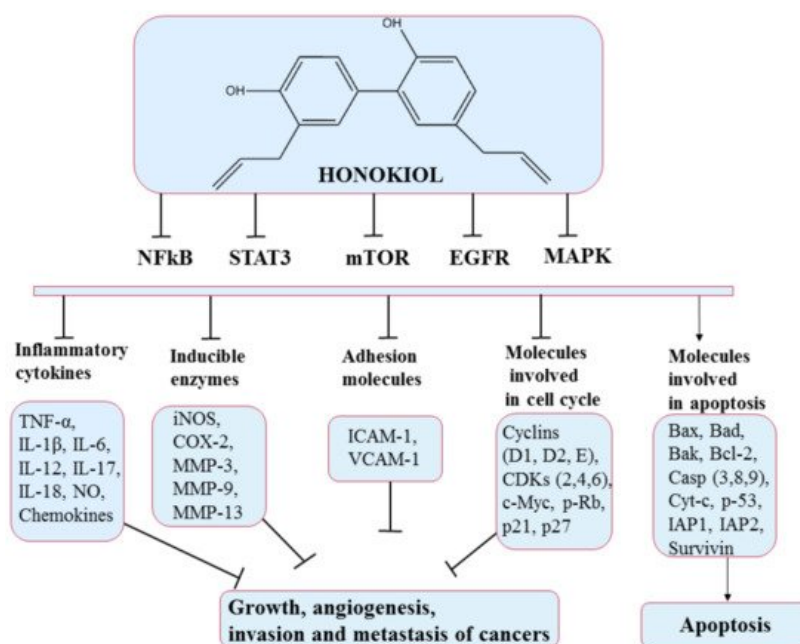 OH
OH
HONOKIOL
NFkB STAT3 mTOR EGFR MAPK
Inflammatory
cytokines
TNF-α,
IL-1β, IL-6,
IL-12, IL-17,
IL-18, NO,
Chemokines
Inducible
enzymes
iNOS,
COX-2,
MMP-3,
MMP-9,
MMP-13
Adhesion
molecules
ICAM-1,
VCAM-1
Molecules
involved
in cell cycle
Cyclins
(D1, D2, E),
CDKs (2,4,6),
c-Myc, p-Rb,
p21, p27
Molecules
involved
in apoptosis
Bax, Bad,
Bak, Bcl-2,
Casp (3,8,9),
Cyt-c, p-53,
IAP1, IAP2,
Survivin
Growth, angiogenesis,
invasion and metastasis of cancers
Apoptosis